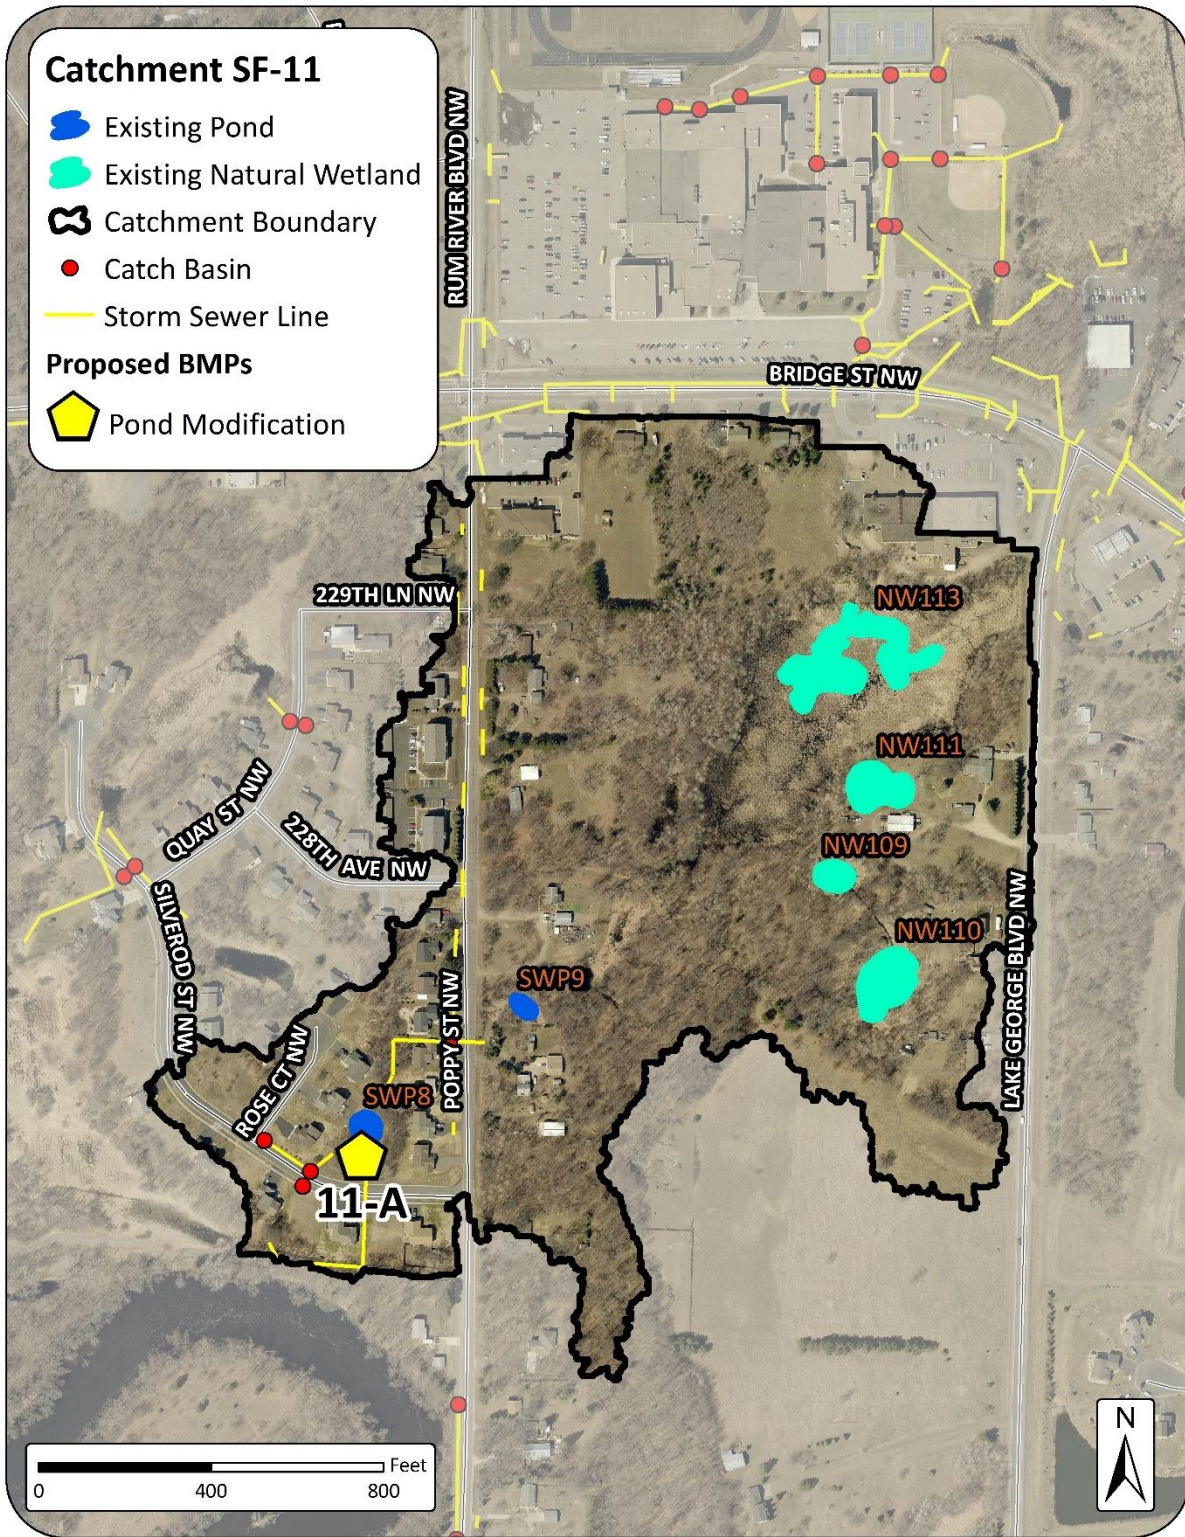 Catchment SF-11
Existing Pond
Existing Natural Wetland
Catchment Boundary
Catch Basin
Storm Sewer Line
Proposed BMPs
Pond Modification
RUM RIVER BLVD NW
BRIDGE ST NW
229TH LN NW
NW113
NW111
QUAY ST NW
228TH AVE NW
NW109
SILVEROD ST NW
NW110
LAKE GEORGE BLVD NW
SWP9
POPPY ST NW
ROSE CT NW
SWP8
11-A
Feet
0 400 800
N